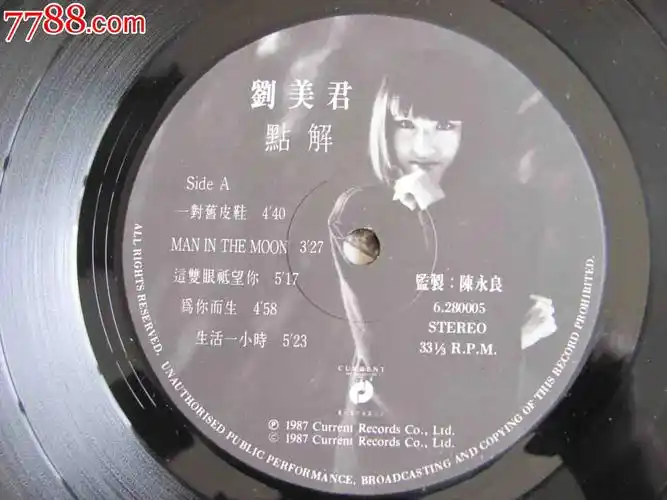 7788.com
劉美君
點解
Side A
一對舊皮鞋 4'40
MAN IN THE MOON 3'27
這雙眼祗望你 5'17
爲你而生 4'58
生活一小時 5'23
監製：陳永良
6.280005
STEREO
33⅓ R.P.M.
CURRENT
Ⓟ 1987 Current Records Co., Ltd.
© 1987 Current Records Co., Ltd.
ALL RIGHTS RESERVED. UNAUTHORISED PUBLIC PERFORMANCE, BROADCASTING AND COPYING OF THIS RECORD PROHIBITED.